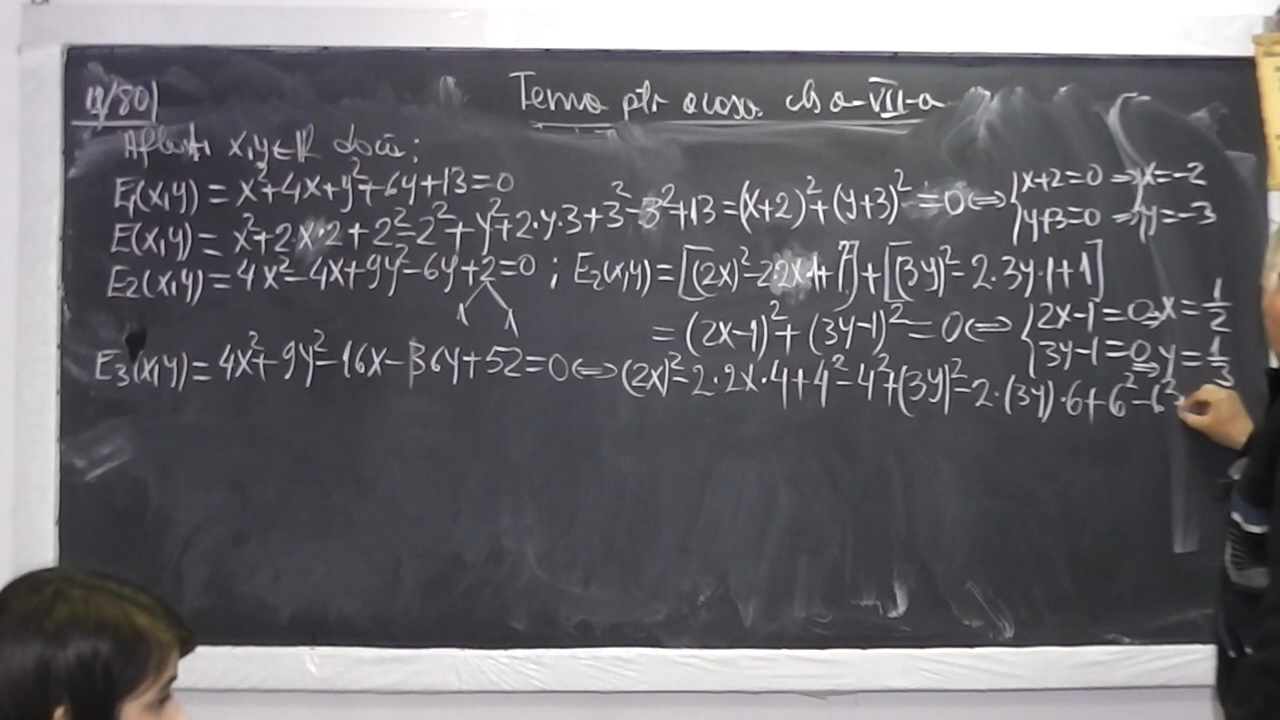 Tema ptr acasă cls a-VII-a
12/80|
Aflați x,y∈ℝ dacă:
E₁(x,y) = x²+4x+y²+6y+13=0
E(x,y) = x²+2·x·2+2²-2²+y²+2·y·3+3²-3²+13=(x+2)²+(y+3)²=0⇔{x+2=0 ⇒ {x=-2
y+3=0 ⇒ y=-3
E₂(x,y) = 4x²-4x+9y²-6y+2=0 ; E₂(x,y)=[(2x)²-2·2x·1+1²]+[(3y)²-2·3y·1+1]
1 1
= (2x-1)²+(3y-1)²=0⇔{2x-1=0⇒x=1/2
3y-1=0⇒y=1/3
E₃(x,y)=4x²+9y²-16x-36y+52=0⇔(2x)²-2·2x·4+4²-4²+(3y)²-2·(3y)·6+6²-6²